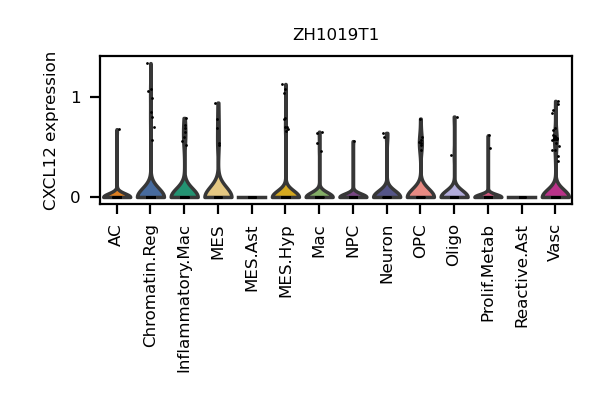 ZH1019T1
CXCL12 expression
1
0
AC
Chromatin.Reg
Inflammatory.Mac
MES
MES.Ast
MES.Hyp
Mac
NPC
Neuron
OPC
Oligo
Prolif.Metab
Reactive.Ast
Vasc